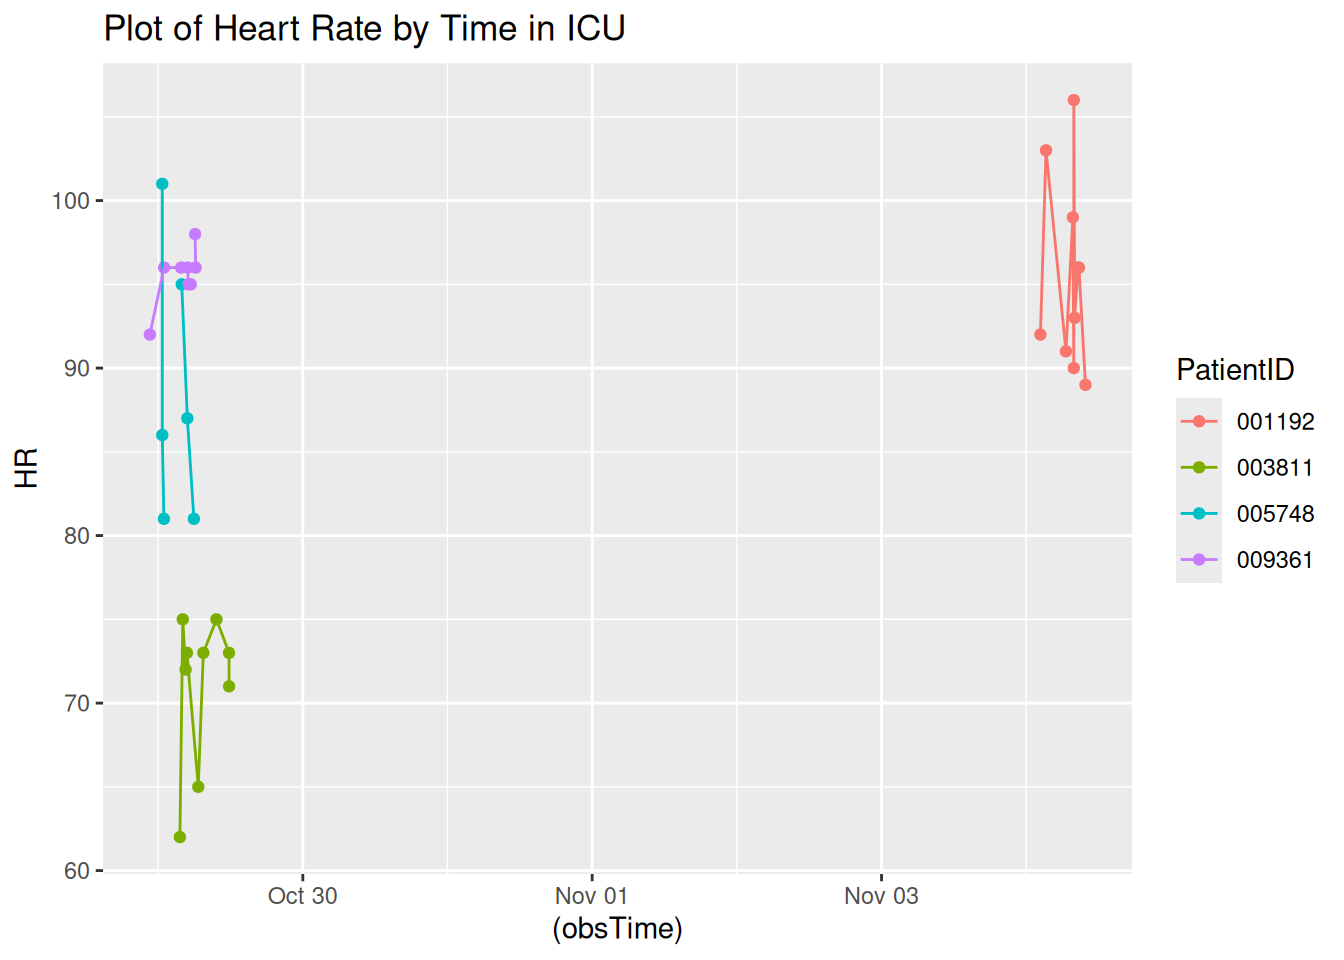 Plot of Heart Rate by Time in ICU
100
90
80
70
60
HR
Oct 30
Nov 01
Nov 03
(obsTime)
PatientID
001192
003811
005748
009361